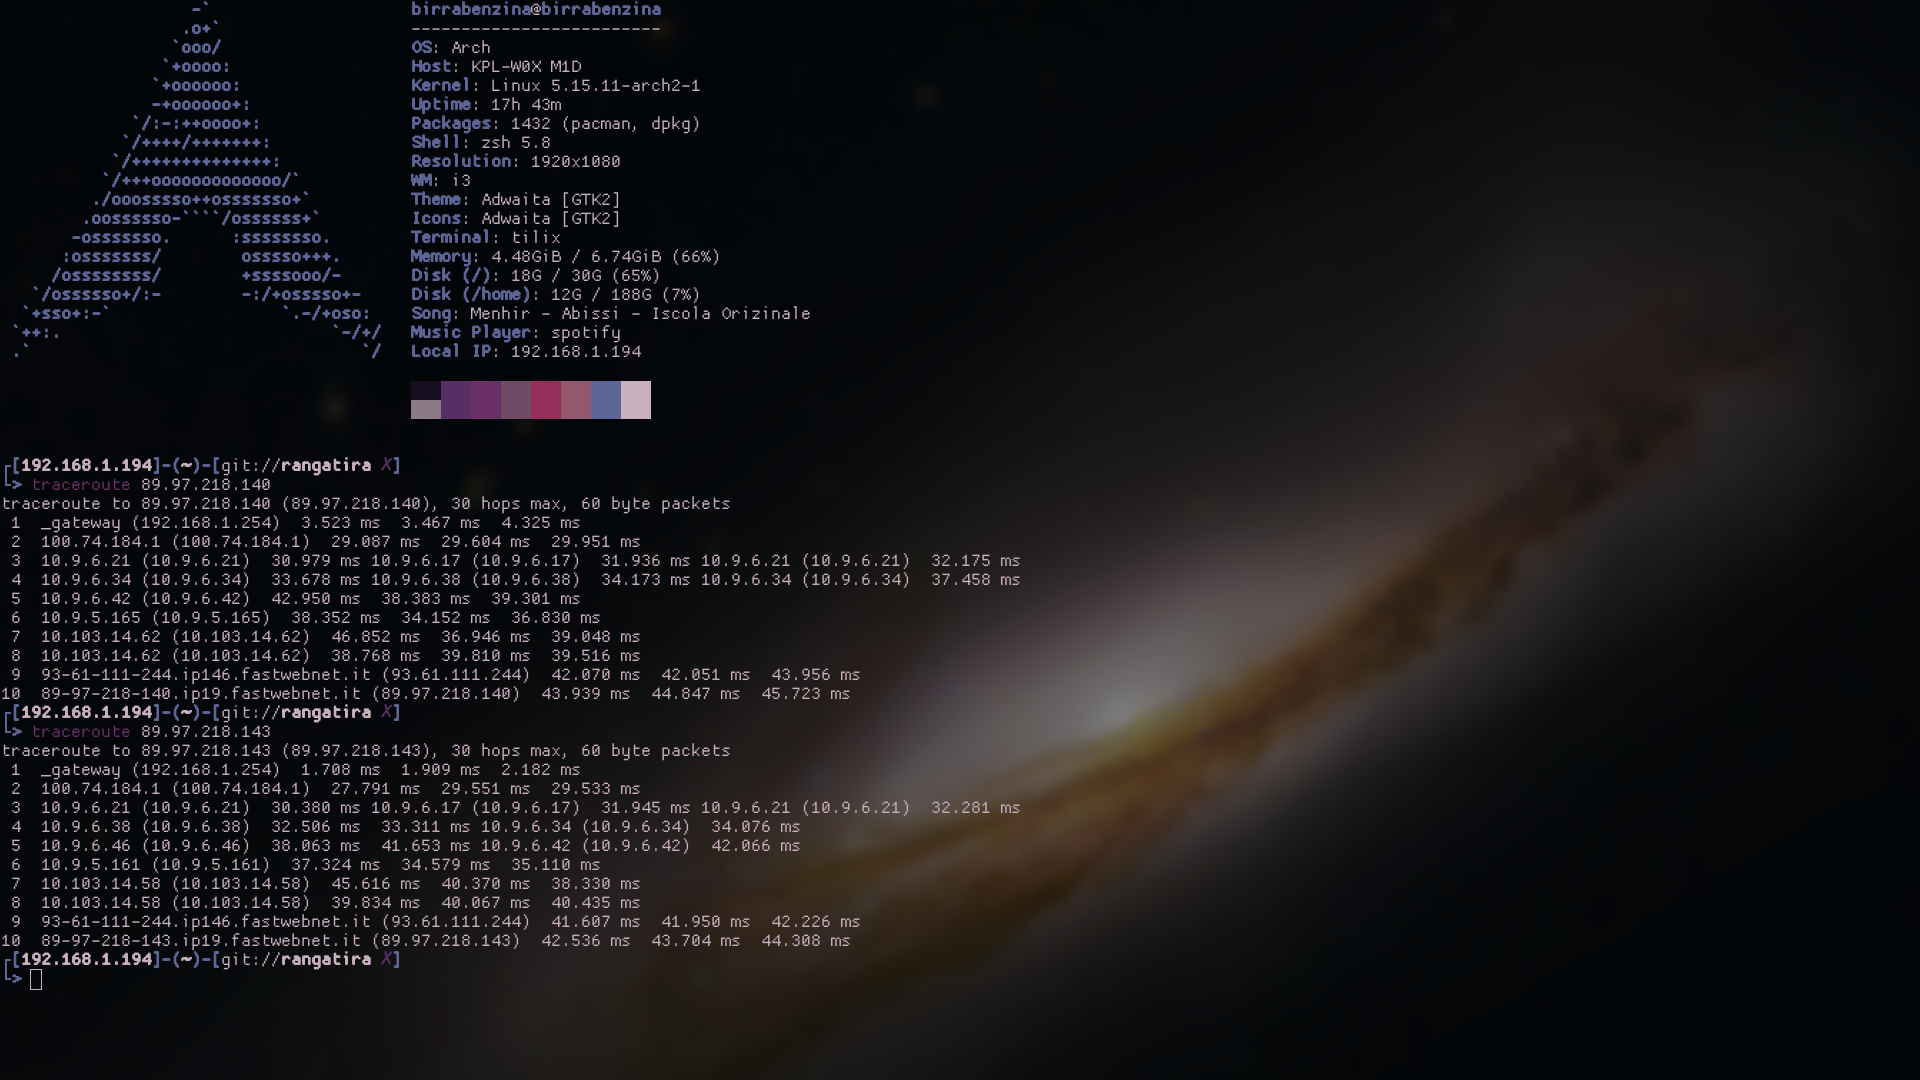 birrabenzina@birrabenzina
-------------------------
OS: Arch
Host: KPL-W0X M1D
Kernel: Linux 5.15.11-arch2-1
Uptime: 17h 43m
Packages: 1432 (pacman, dpkg)
Shell: zsh 5.8
Resolution: 1920x1080
WM: i3
Theme: Adwaita [GTK2]
Icons: Adwaita [GTK2]
Terminal: tilix
Memory: 4.48GiB / 6.74GiB (66%)
Disk (/): 18G / 30G (65%)
Disk (/home): 12G / 188G (7%)
Song: Menhir - Abissi - Iscola Orizinale
Music Player: spotify
Local IP: 192.168.1.194
┌[192.168.1.194]-(~)-[git://rangatira ✗]
└> traceroute 89.97.218.140
traceroute to 89.97.218.140 (89.97.218.140), 30 hops max, 60 byte packets
1  _gateway (192.168.1.254)  3.523 ms  3.467 ms  4.325 ms
2  100.74.184.1 (100.74.184.1)  29.087 ms  29.604 ms  29.951 ms
3  10.9.6.21 (10.9.6.21)  30.979 ms 10.9.6.17 (10.9.6.17)  31.936 ms 10.9.6.21 (10.9.6.21)  32.175 ms
4  10.9.6.34 (10.9.6.34)  33.678 ms 10.9.6.38 (10.9.6.38)  34.173 ms 10.9.6.34 (10.9.6.34)  37.458 ms
5  10.9.6.42 (10.9.6.42)  42.950 ms  38.383 ms  39.301 ms
6  10.9.5.165 (10.9.5.165)  38.352 ms  34.152 ms  36.830 ms
7  10.103.14.62 (10.103.14.62)  46.852 ms  36.946 ms  39.048 ms
8  10.103.14.62 (10.103.14.62)  38.768 ms  39.810 ms  39.516 ms
9  93-61-111-244.ip146.fastwebnet.it (93.61.111.244)  42.070 ms  42.051 ms  43.956 ms
10  89-97-218-140.ip19.fastwebnet.it (89.97.218.140)  43.939 ms  44.847 ms  45.723 ms
┌[192.168.1.194]-(~)-[git://rangatira ✗]
└> traceroute 89.97.218.143
traceroute to 89.97.218.143 (89.97.218.143), 30 hops max, 60 byte packets
1  _gateway (192.168.1.254)  1.708 ms  1.909 ms  2.182 ms
2  100.74.184.1 (100.74.184.1)  27.791 ms  29.551 ms  29.533 ms
3  10.9.6.21 (10.9.6.21)  30.380 ms 10.9.6.17 (10.9.6.17)  31.945 ms 10.9.6.21 (10.9.6.21)  32.281 ms
4  10.9.6.38 (10.9.6.38)  32.506 ms  33.311 ms 10.9.6.34 (10.9.6.34)  34.076 ms
5  10.9.6.46 (10.9.6.46)  38.063 ms  41.653 ms 10.9.6.42 (10.9.6.42)  42.066 ms
6  10.9.5.161 (10.9.5.161)  37.324 ms  34.579 ms  35.110 ms
7  10.103.14.58 (10.103.14.58)  45.616 ms  40.370 ms  38.330 ms
8  10.103.14.58 (10.103.14.58)  39.834 ms  40.067 ms  40.435 ms
9  93-61-111-244.ip146.fastwebnet.it (93.61.111.244)  41.607 ms  41.950 ms  42.226 ms
10  89-97-218-143.ip19.fastwebnet.it (89.97.218.143)  42.536 ms  43.704 ms  44.308 ms
┌[192.168.1.194]-(~)-[git://rangatira ✗]
└>